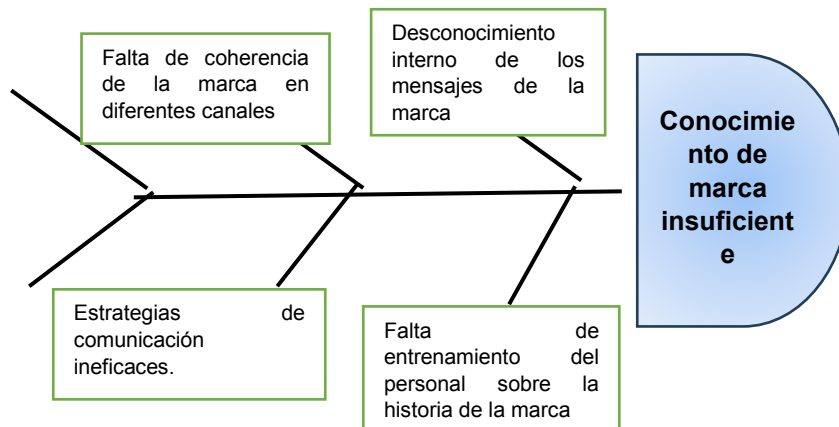 Falta de coherencia
de la marca en
diferentes canales
Desconocimiento
interno de los
mensajes de la
marca
Conocimie
nto de
marca
insuficient
e
Estrategias de
comunicación
ineficaces.
Falta de
entrenamiento del
personal sobre la
historia de la marca